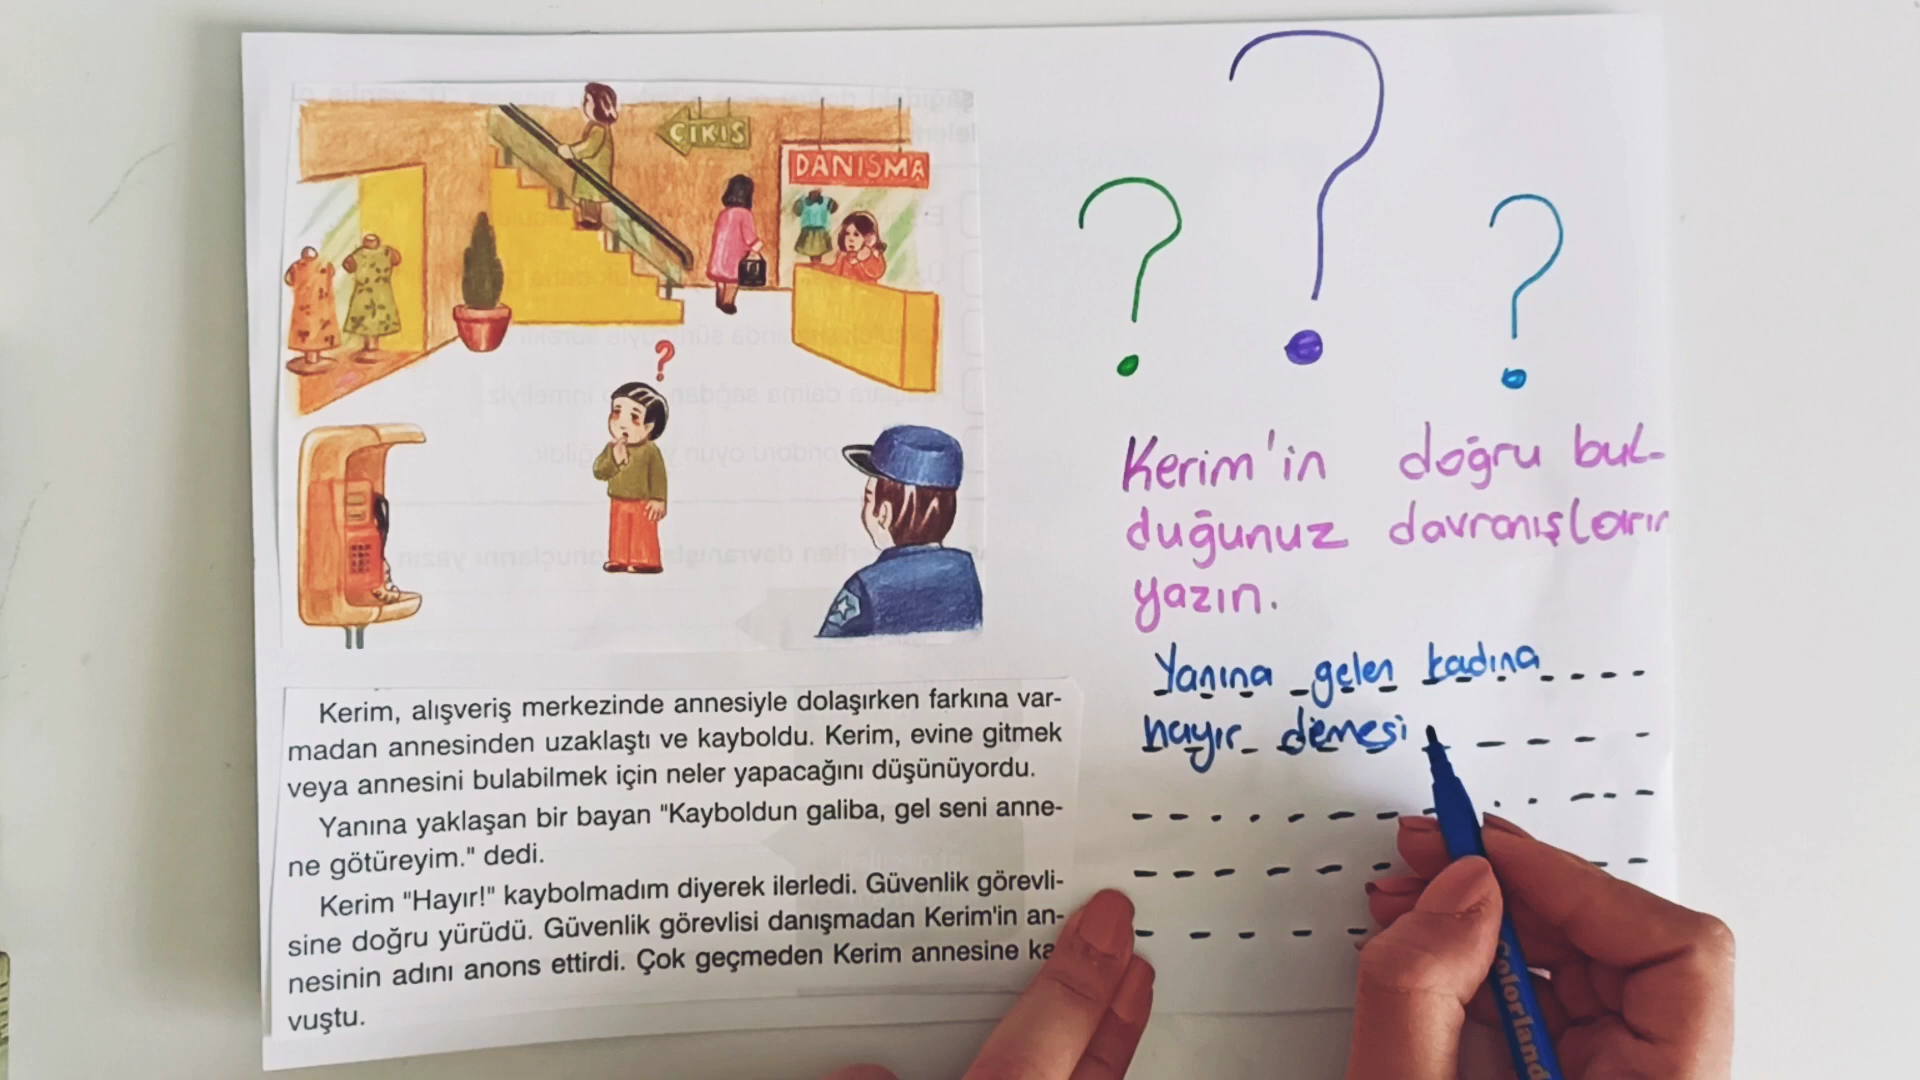 ÇIKIŞ
DANIŞMA
?
Kerim, alışveriş merkezinde annesiyle dolaşırken farkına var-
madan annesinden uzaklaştı ve kayboldu. Kerim, evine gitmek
veya annesini bulabilmek için neler yapacağını düşünüyordu.
Yanına yaklaşan bir bayan "Kayboldun galiba, gel seni anne-
ne götüreyim." dedi.
Kerim "Hayır!" kaybolmadım diyerek ilerledi. Güvenlik görevli-
sine doğru yürüdü. Güvenlik görevlisi danışmadan Kerim'in an-
nesinin adını anons ettirdi. Çok geçmeden Kerim annesine ka
vuştu.
? ? ?
Kerim'in doğru bul-
duğunuz davranışların
yazın.
Yanına gelen kadına
hayır demesi
Colorland